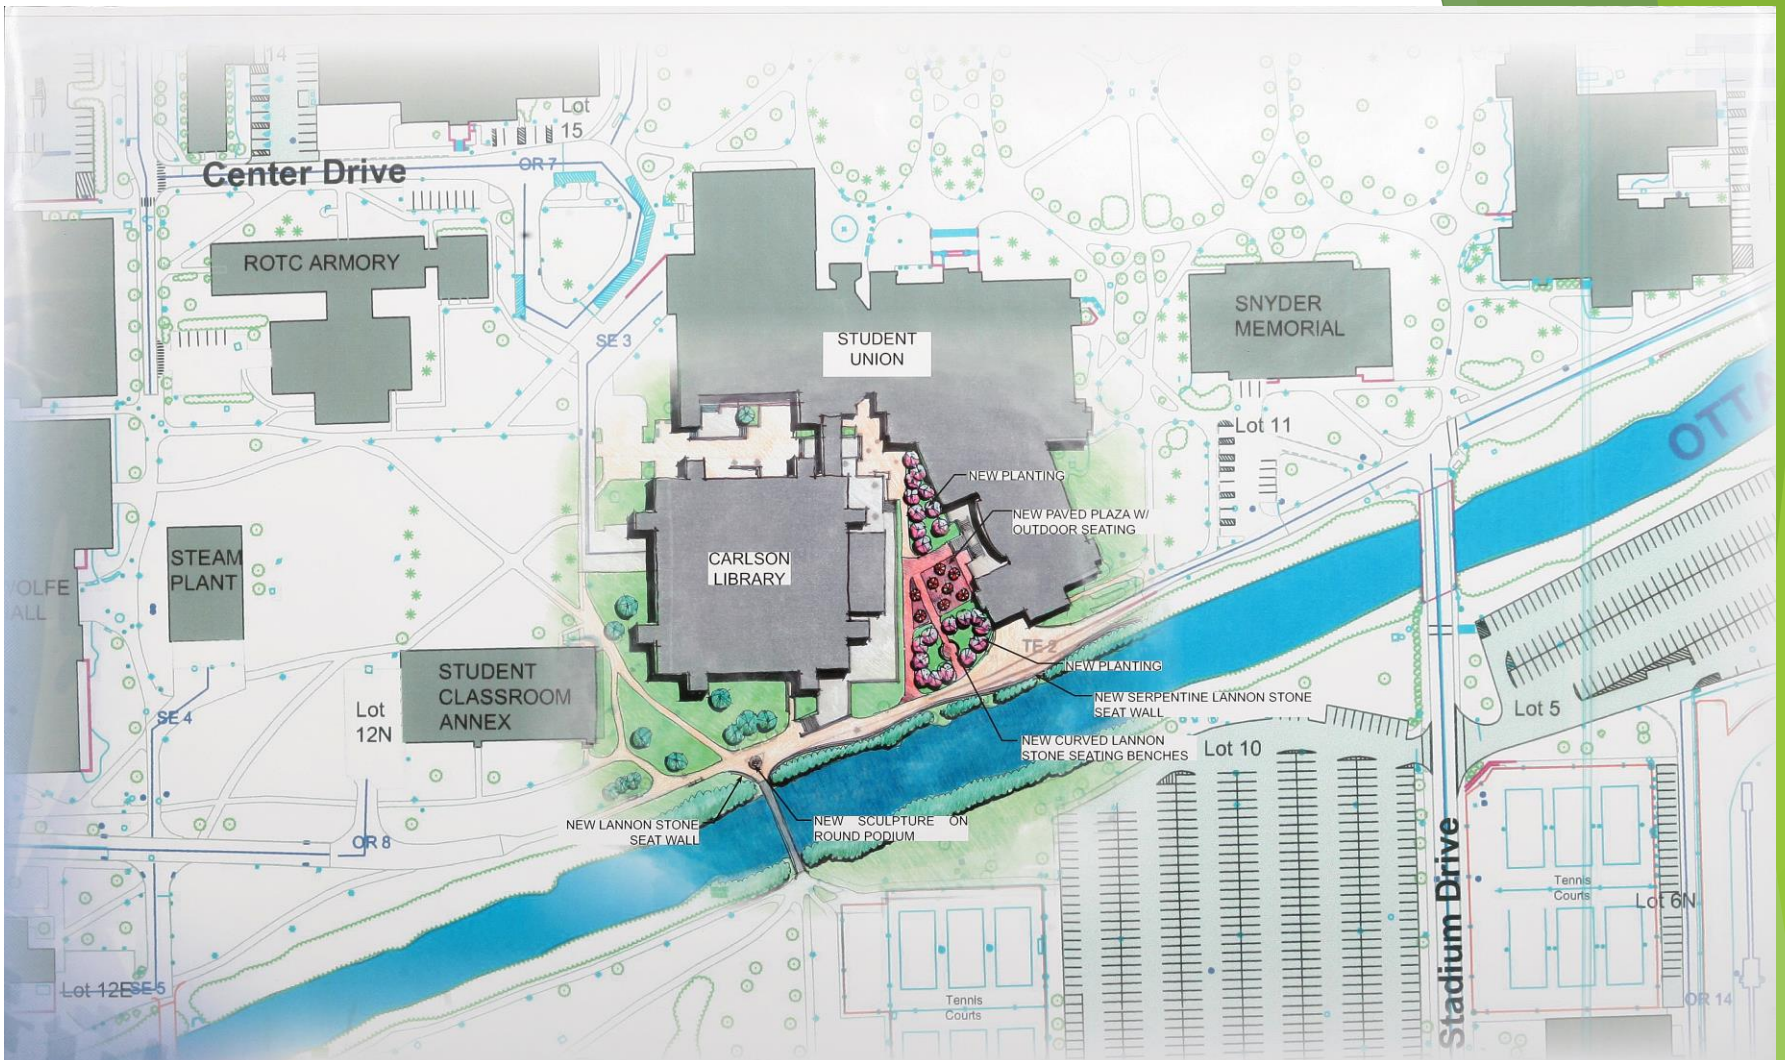 14
Lot
15
OR 7
Center Drive
ROTC ARMORY
SE 3
STUDENT
UNION
SNYDER
MEMORIAL
Lot 11
OTTA
NEW PLANTING
NEW PAVED PLAZA W/
OUTDOOR SEATING
CARLSON
LIBRARY
STEAM
PLANT
OLFE
ALL
TE 2
NEW PLANTING
STUDENT
CLASSROOM
ANNEX
NEW SERPENTINE LANNON STONE
SEAT WALL
Lot
12N
SE 4
Lot 5
NEW CURVED LANNON
STONE SEATING BENCHES
Lot 10
NEW LANNON STONE
SEAT WALL
NEW SCULPTURE ON
ROUND PODIUM
OR 8
Stadium Drive
Tennis
Courts
Lot 6N
Lot 12E
SE 5
Tennis
Courts
OR 14